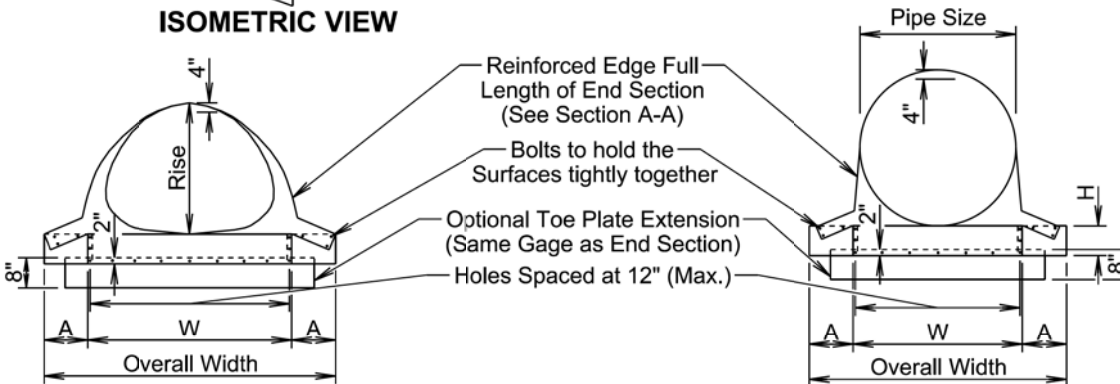 ISOMETRIC VIEW
Pipe Size
4"
Reinforced Edge Full
Length of End Section
(See Section A-A)
4"
Rise
Bolts to hold the
Surfaces tightly together
2"
Optional Toe Plate Extension
(Same Gage as End Section)
2"
H
8"
Holes Spaced at 12" (Max.)
8"
A
W
A
A
W
A
Overall Width
Overall Width